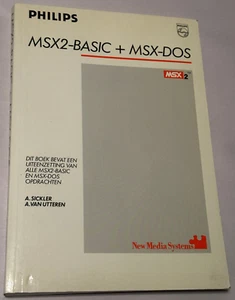 PHILIPS
MSX2-BASIC + MSX-DOS
MSX 2
DIT BOEK BEVAT EEN
UITEENZETTING VAN
ALLE MSX2-BASIC
EN MSX-DOS
OPDRACHTEN
A. SICKLER
A. VAN UTTEREN
New Media Systems